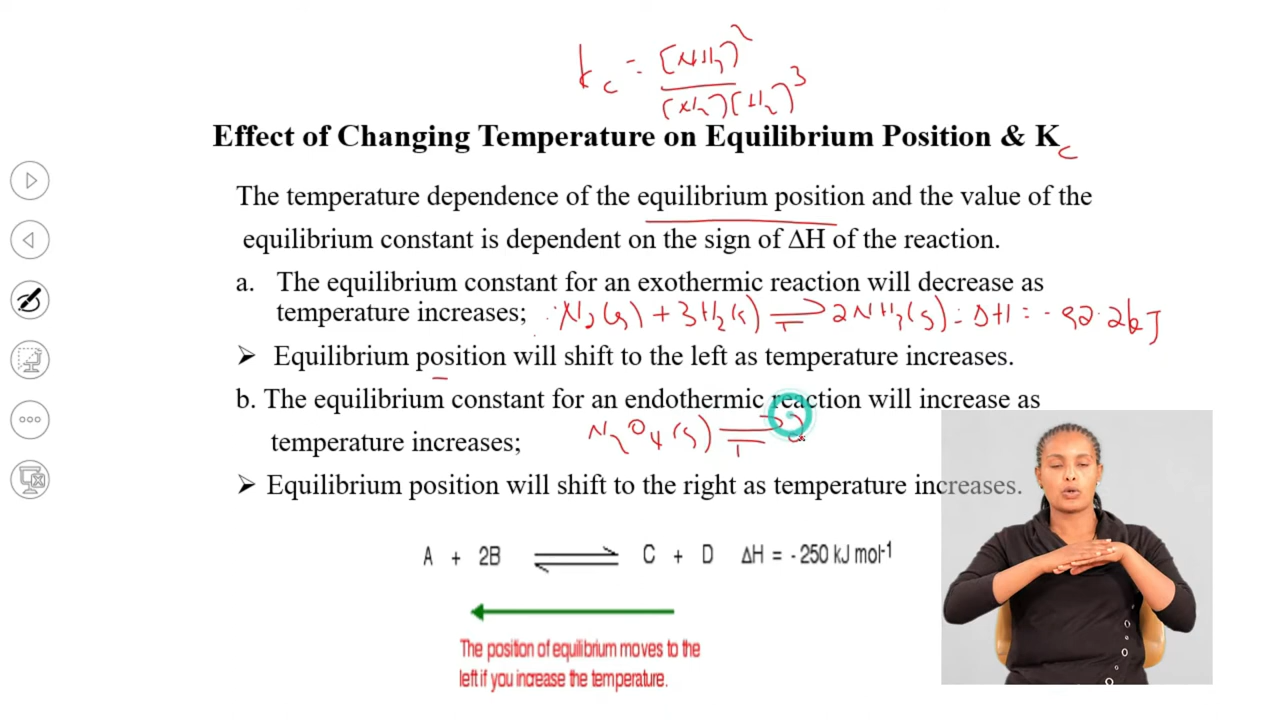 Kc = [NH3]^2 / [N2][H2]^3
Effect of Changing Temperature on Equilibrium Position & Kc
The temperature dependence of the equilibrium position and the value of the
equilibrium constant is dependent on the sign of ΔH of the reaction.
a. The equilibrium constant for an exothermic reaction will decrease as
temperature increases; N2(g) + 3H2(g) ⇌ 2NH3(g) : ΔH = -92.2kJ
➢ Equilibrium position will shift to the left as temperature increases.
b. The equilibrium constant for an endothermic reaction will increase as
temperature increases; N2O4(g) ⇌ 2
➢ Equilibrium position will shift to the right as temperature increases.
A + 2B ⇌ C + D ΔH = - 250 kJ mol-1
The position of equilibrium moves to the
left if you increase the temperature.